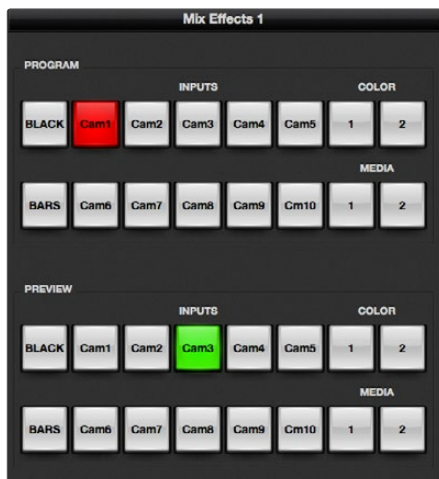 Mix Effects 1
PROGRAM
INPUTS COLOR
BLACK Cam1 Cam2 Cam3 Cam4 Cam5 1 2
MEDIA
BARS Cam6 Cam7 Cam8 Cam9 Cm10 1 2
PREVIEW
INPUTS COLOR
BLACK Cam1 Cam2 Cam3 Cam4 Cam5 1 2
MEDIA
BARS Cam6 Cam7 Cam8 Cam9 Cm10 1 2